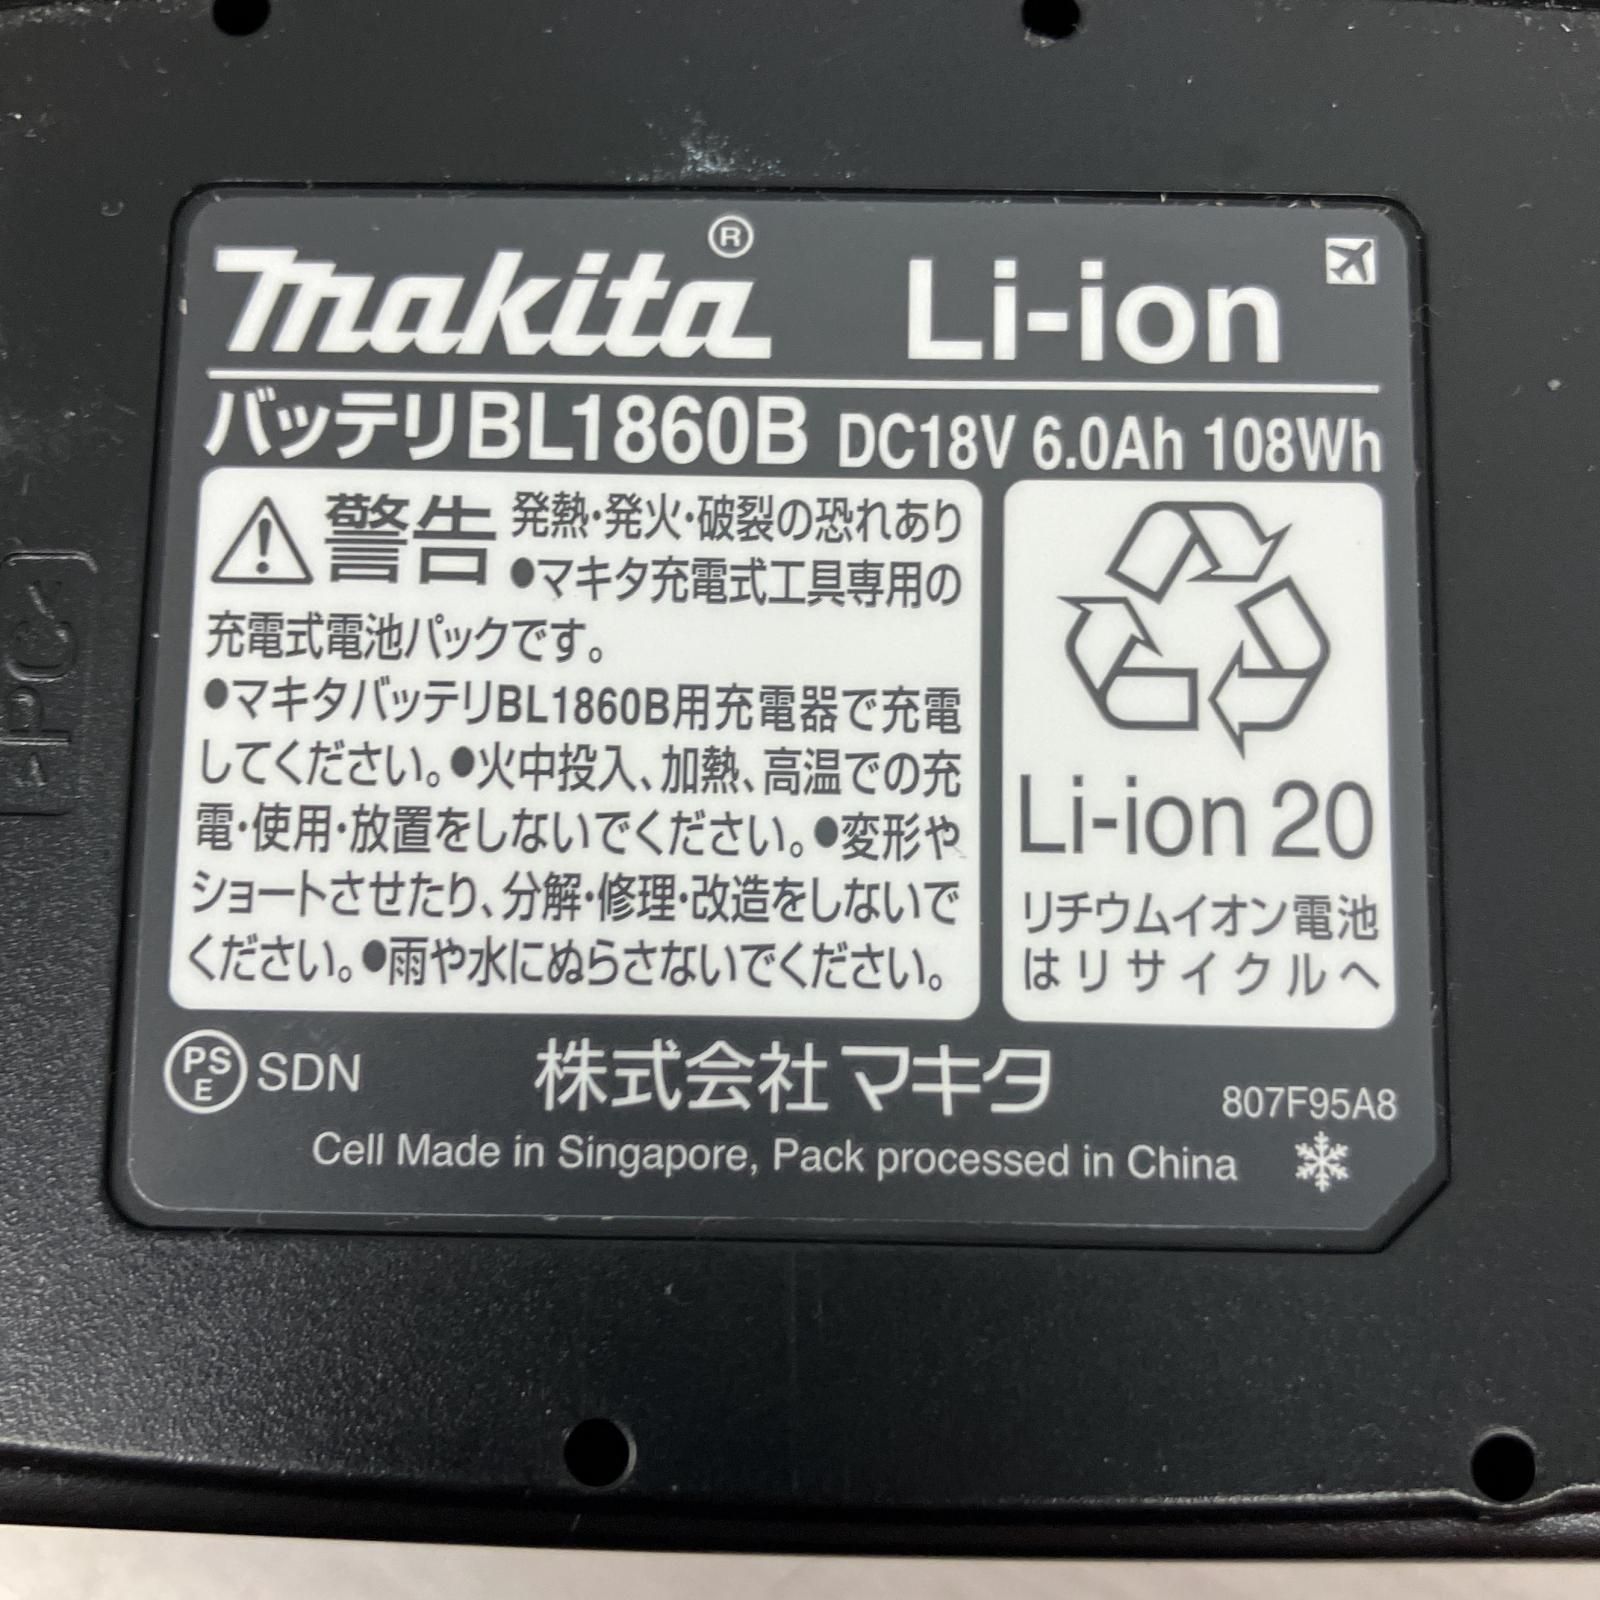 makita® Li-ion
バッテリBL1860B DC18V 6.0Ah 108Wh
警告 発熱・発火・破裂の恐れあり
●マキタ充電式工具専用の
充電式電池パックです。
●マキタバッテリBL1860B用充電器で充電
してください。●火中投入、加熱、高温での充
電・使用・放置をしないでください。●変形や
ショートさせたり、分解・修理・改造をしないで
ください。●雨や水にぬらさないでください。
Li-ion 20
リチウムイオン電池
はリサイクルへ
PS
E
SDN
株式会社マキタ
807F95A8
Cell Made in Singapore, Pack processed in China